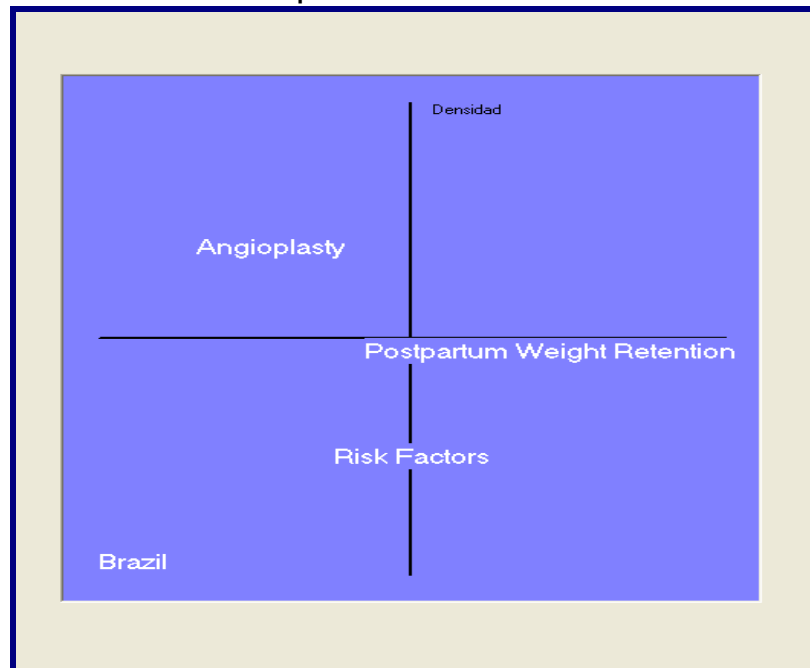 Densidad
Angioplasty
Postpartum Weight Retention
Risk Factors
Brazil